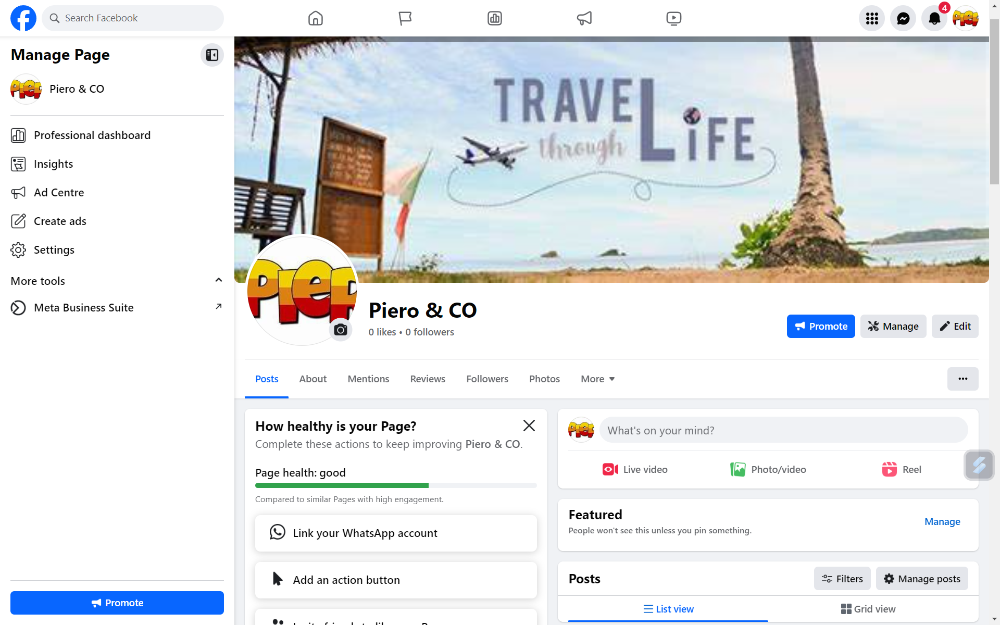 Search Facebook
4
Manage Page
Piero & CO
Professional dashboard
Insights
Ad Centre
Create ads
Settings
More tools
Meta Business Suite
Promote
TRAVEL
through LiFE
Piero & CO
0 likes • 0 followers
Promote
Manage
Edit
Posts
About
Mentions
Reviews
Followers
Photos
More
How healthy is your Page?
Complete these actions to keep improving Piero & CO.
Page health: good
Compared to similar Pages with high engagement.
Link your WhatsApp account
Add an action button
What's on your mind?
Live video
Photo/video
Reel
Featured
People won't see this unless you pin something.
Manage
Posts
Filters
Manage posts
List view
Grid view